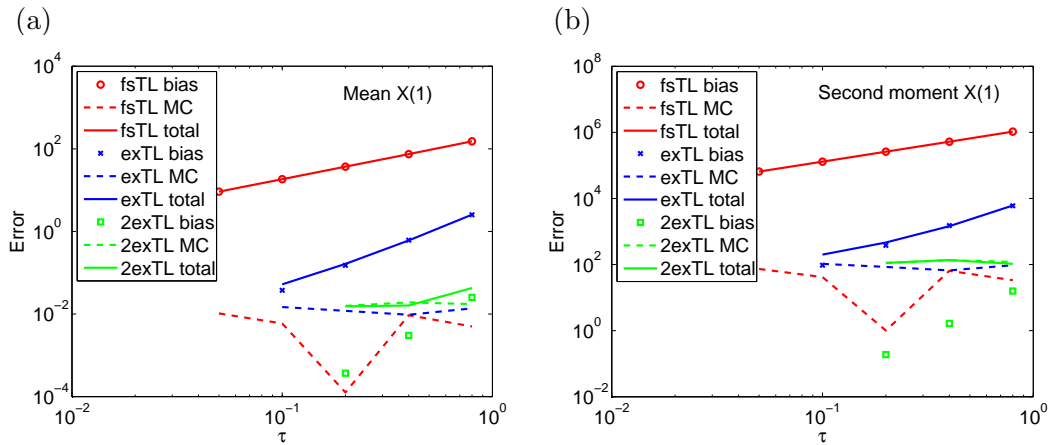 (a)
10^4
10^2
10^0
10^-2
10^-4
Error
fsTL bias
fsTL MC
fsTL total
exTL bias
exTL MC
exTL total
2exTL bias
2exTL MC
2exTL total
Mean X(1)
10^-2
10^-1
10^0
τ
(b)
10^8
10^6
10^4
10^2
10^0
10^-2
Error
fsTL bias
fsTL MC
fsTL total
exTL bias
exTL MC
exTL total
2exTL bias
2exTL MC
2exTL total
Second moment X(1)
10^-2
10^-1
10^0
τ